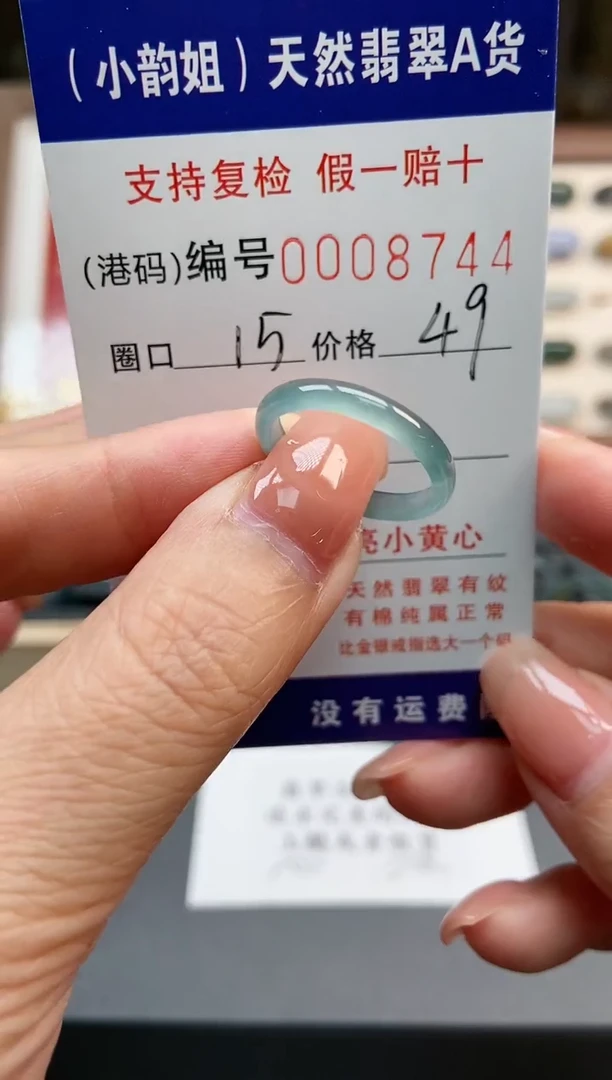 (小韵姐)天然翡翠A货
支持复检 假一赔十
(港码)编号0008744
圈口 15 价格 49
亮小黄心
天然翡翠有纹
有棉纯属正常
比金银戒指选大一个码
没有运费